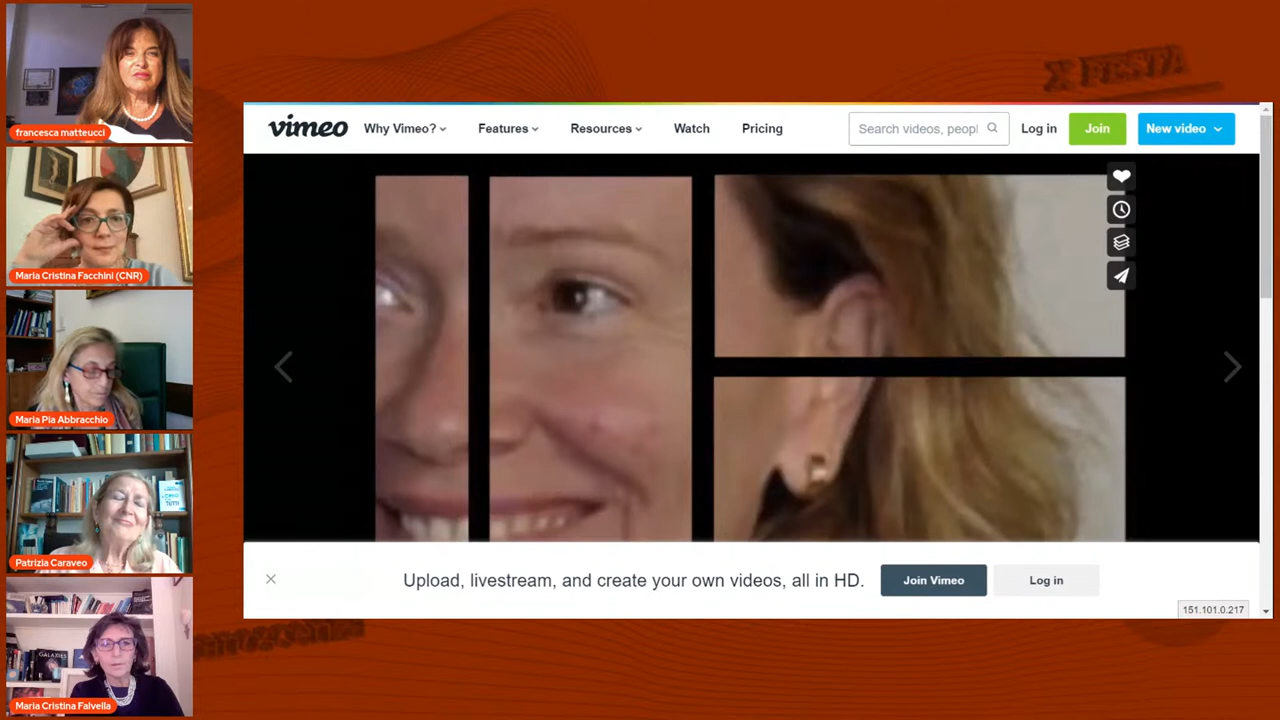 francesca matteucci
Maria Cristina Facchini (CNR)
Maria Pia Abbracchio
Patrizia Caraveo
Maria Cristina Falvella
X FESTA
vimeo
Why Vimeo?
Features
Resources
Watch
Pricing
Search videos, peopl
Log in
Join
New video
Upload, livestream, and create your own videos, all in HD.
Join Vimeo
Log in
151.101.0.217
GALAXIES